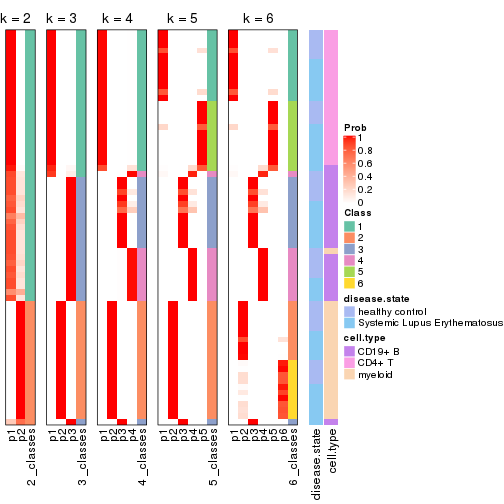 k = 2 k = 3 k = 4 k = 5 k = 6
Prob
1
0.8
0.6
0.4
0.2
0
Class
1
2
3
4
5
6
disease.state
healthy control
Systemic Lupus Erythematosus
cell.type
CD19+ B
CD4+ T
myeloid
p1 p2 2_classes p1 p2 p3 3_classes p1 p2 p3 p4 4_classes p1 p2 p3 p4 p5 5_classes p1 p2 p3 p4 p5 p6 6_classes disease.state cell.type